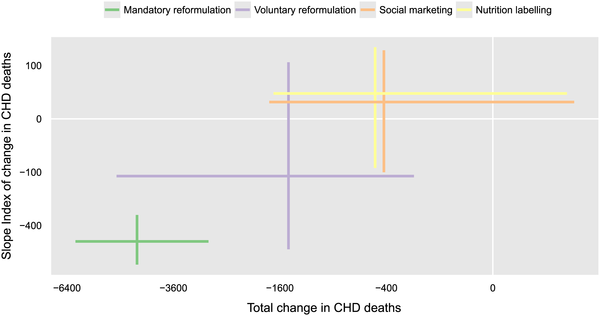 Mandatory reformulation Voluntary reformulation Social marketing Nutrition labelling
Slope Index of change in CHD deaths
100
0
−100
−400
−6400 −3600 −1600 −400 0
Total change in CHD deaths